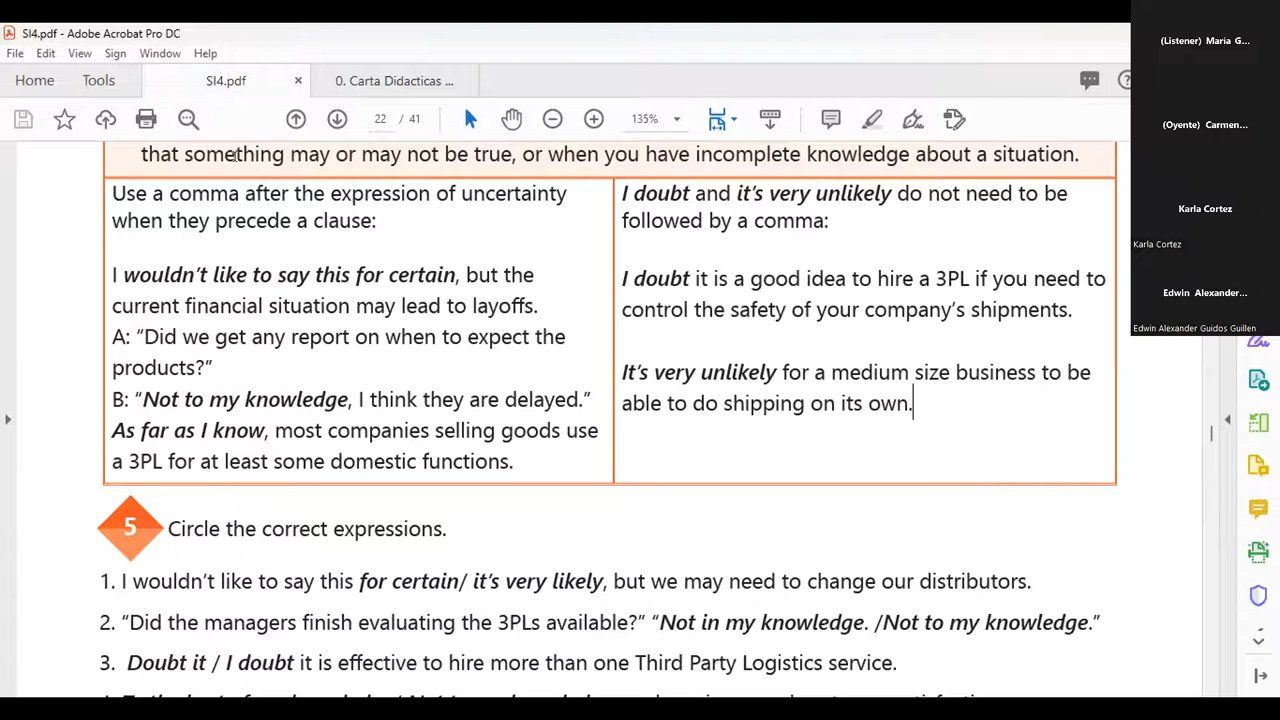 SI4.pdf - Adobe Acrobat Pro DC
File Edit View Sign Window Help
Home Tools SI4.pdf × 0. Carta Didacticas ...
22 / 41 135%
that something may or may not be true, or when you have incomplete knowledge about a situation.
Use a comma after the expression of uncertainty
when they precede a clause:
I wouldn't like to say this for certain, but the
current financial situation may lead to layoffs.
A: “Did we get any report on when to expect the
products?”
B: “Not to my knowledge, I think they are delayed.”
As far as I know, most companies selling goods use
a 3PL for at least some domestic functions.
I doubt and it’s very unlikely do not need to be
followed by a comma:
I doubt it is a good idea to hire a 3PL if you need to
control the safety of your company’s shipments.
It’s very unlikely for a medium size business to be
able to do shipping on its own.
5 Circle the correct expressions.
1. I wouldn’t like to say this for certain/ it’s very likely, but we may need to change our distributors.
2. “Did the managers finish evaluating the 3PLs available?” “Not in my knowledge. /Not to my knowledge.”
3. Doubt it / I doubt it is effective to hire more than one Third Party Logistics service.
(Listener) Maria G...
(Oyente) Carmen...
Karla Cortez
Karla Cortez
Edwin Alexander...
Edwin Alexander Guidos Guillen